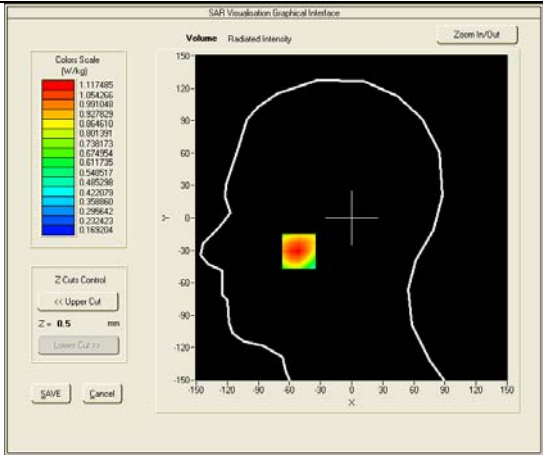 SAR Visualisation Graphical Interface
Volume Radiated Intensity
Zoom In/Out
Colors Scale
(W/kg)
1.117485
1.054266
0.991048
0.927829
0.864610
0.801391
0.738173
0.674954
0.611735
0.548517
0.485298
0.422079
0.358860
0.295642
0.232423
0.169204
Z Cuts Control
<< Upper Cut
Z = 0.5 mm
Lower Cut >>
SAVE Cancel
150
120
90
60
30
0
-30
-60
-90
-120
-150
Y
-150 -120 -90 -60 -30 0 30 60 90 120 150
X